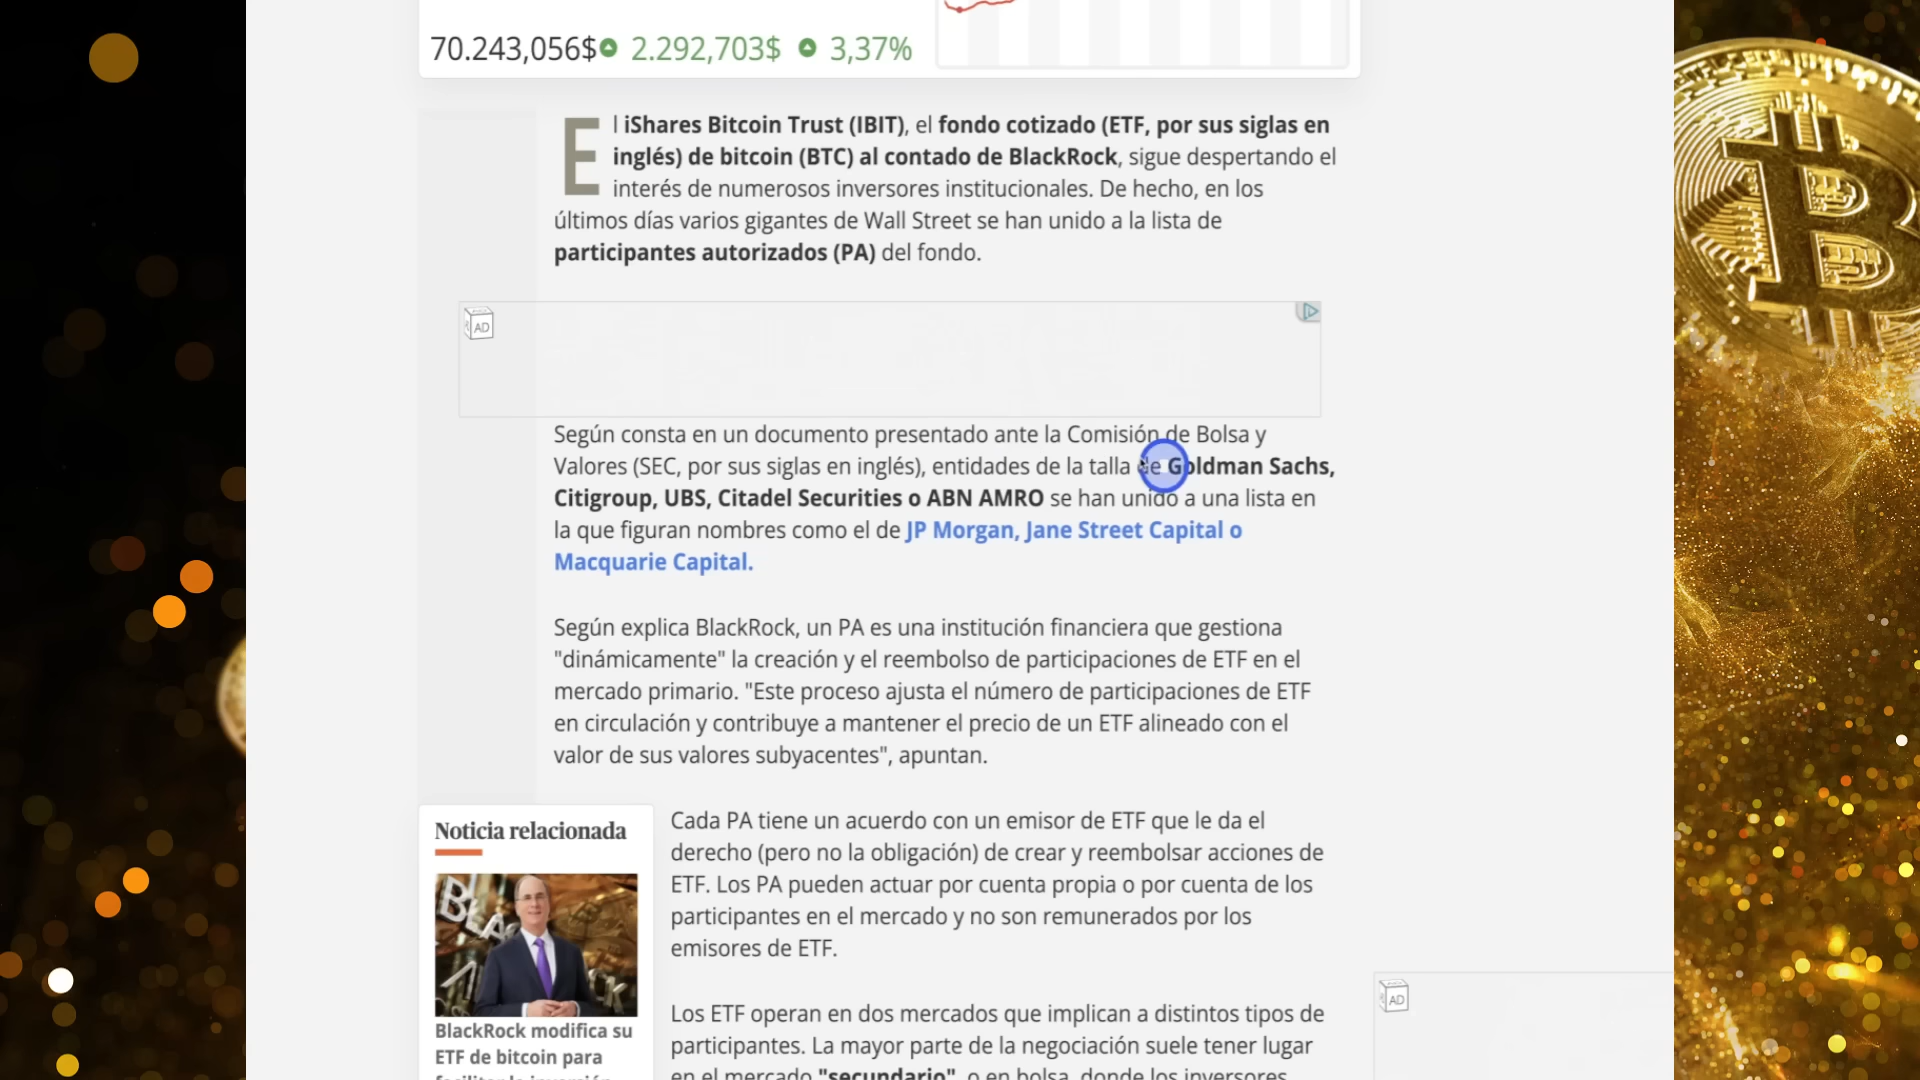 70.243,056$ 2.292,703$ 3,37%
El iShares Bitcoin Trust (IBIT), el fondo cotizado (ETF, por sus siglas en
inglés) de bitcoin (BTC) al contado de BlackRock, sigue despertando el
interés de numerosos inversores institucionales. De hecho, en los
últimos días varios gigantes de Wall Street se han unido a la lista de
participantes autorizados (PA) del fondo.
AD
Según consta en un documento presentado ante la Comisión de Bolsa y
Valores (SEC, por sus siglas en inglés), entidades de la talla de Goldman Sachs,
Citigroup, UBS, Citadel Securities o ABN AMRO se han unido a una lista en
la que figuran nombres como el de JP Morgan, Jane Street Capital o
Macquarie Capital.
Según explica BlackRock, un PA es una institución financiera que gestiona
"dinámicamente" la creación y el reembolso de participaciones de ETF en el
mercado primario. "Este proceso ajusta el número de participaciones de ETF
en circulación y contribuye a mantener el precio de un ETF alineado con el
valor de sus valores subyacentes", apuntan.
Noticia relacionada
BlackRock modifica su
ETF de bitcoin para
facilitar la inversión
Cada PA tiene un acuerdo con un emisor de ETF que le da el
derecho (pero no la obligación) de crear y reembolsar acciones de
ETF. Los PA pueden actuar por cuenta propia o por cuenta de los
participantes en el mercado y no son remunerados por los
emisores de ETF.
Los ETF operan en dos mercados que implican a distintos tipos de
participantes. La mayor parte de la negociación suele tener lugar
en el mercado "secundario", o en bolsa, donde los inversores
AD